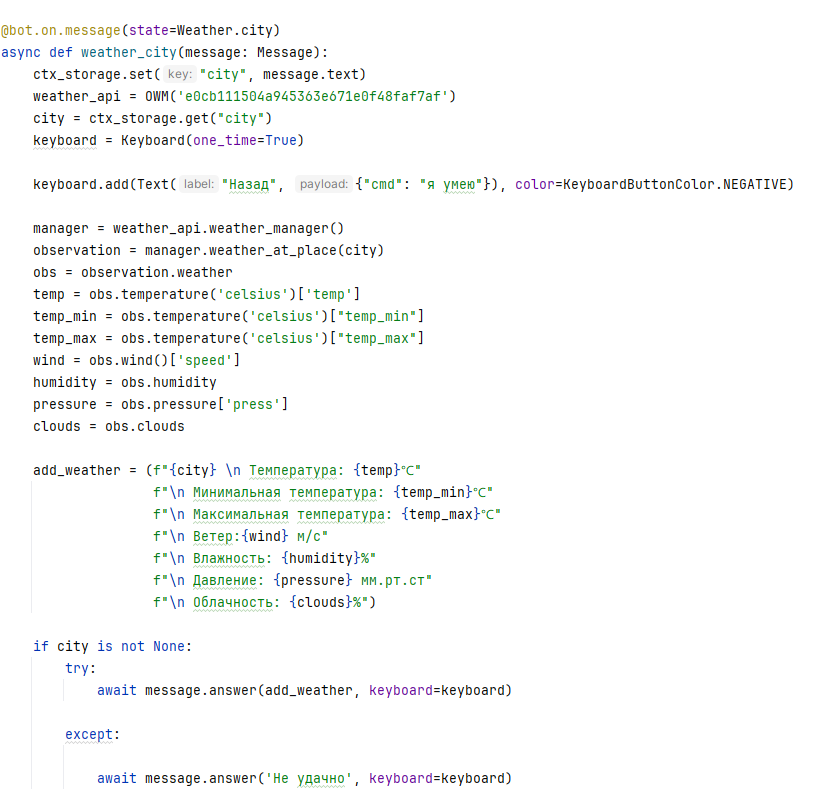 @bot.on.message(state=Weather.city)
async def weather_city(message: Message):
    ctx_storage.set( key: "city", message.text)
    weather_api = OWM('e0cb111504a945363e671e0f48faf7af')
    city = ctx_storage.get("city")
    keyboard = Keyboard(one_time=True)
    keyboard.add(Text( label: "Назад", payload: {"cmd": "я умею"}), color=KeyboardButtonColor.NEGATIVE)
    manager = weather_api.weather_manager()
    observation = manager.weather_at_place(city)
    obs = observation.weather
    temp = obs.temperature('celsius')['temp']
    temp_min = obs.temperature('celsius')["temp_min"]
    temp_max = obs.temperature('celsius')["temp_max"]
    wind = obs.wind()['speed']
    humidity = obs.humidity
    pressure = obs.pressure['press']
    clouds = obs.clouds
    add_weather = (f"{city} \n Температура: {temp}℃"
                   f"\n Минимальная температура: {temp_min}℃"
                   f"\n Максимальная температура: {temp_max}℃"
                   f"\n Ветер:{wind} м/с"
                   f"\n Влажность: {humidity}%"
                   f"\n Давление: {pressure} мм.рт.ст"
                   f"\n Облачность: {clouds}%")
    if city is not None:
        try:
            await message.answer(add_weather, keyboard=keyboard)
        except:
            await message.answer('Не удачно', keyboard=keyboard)